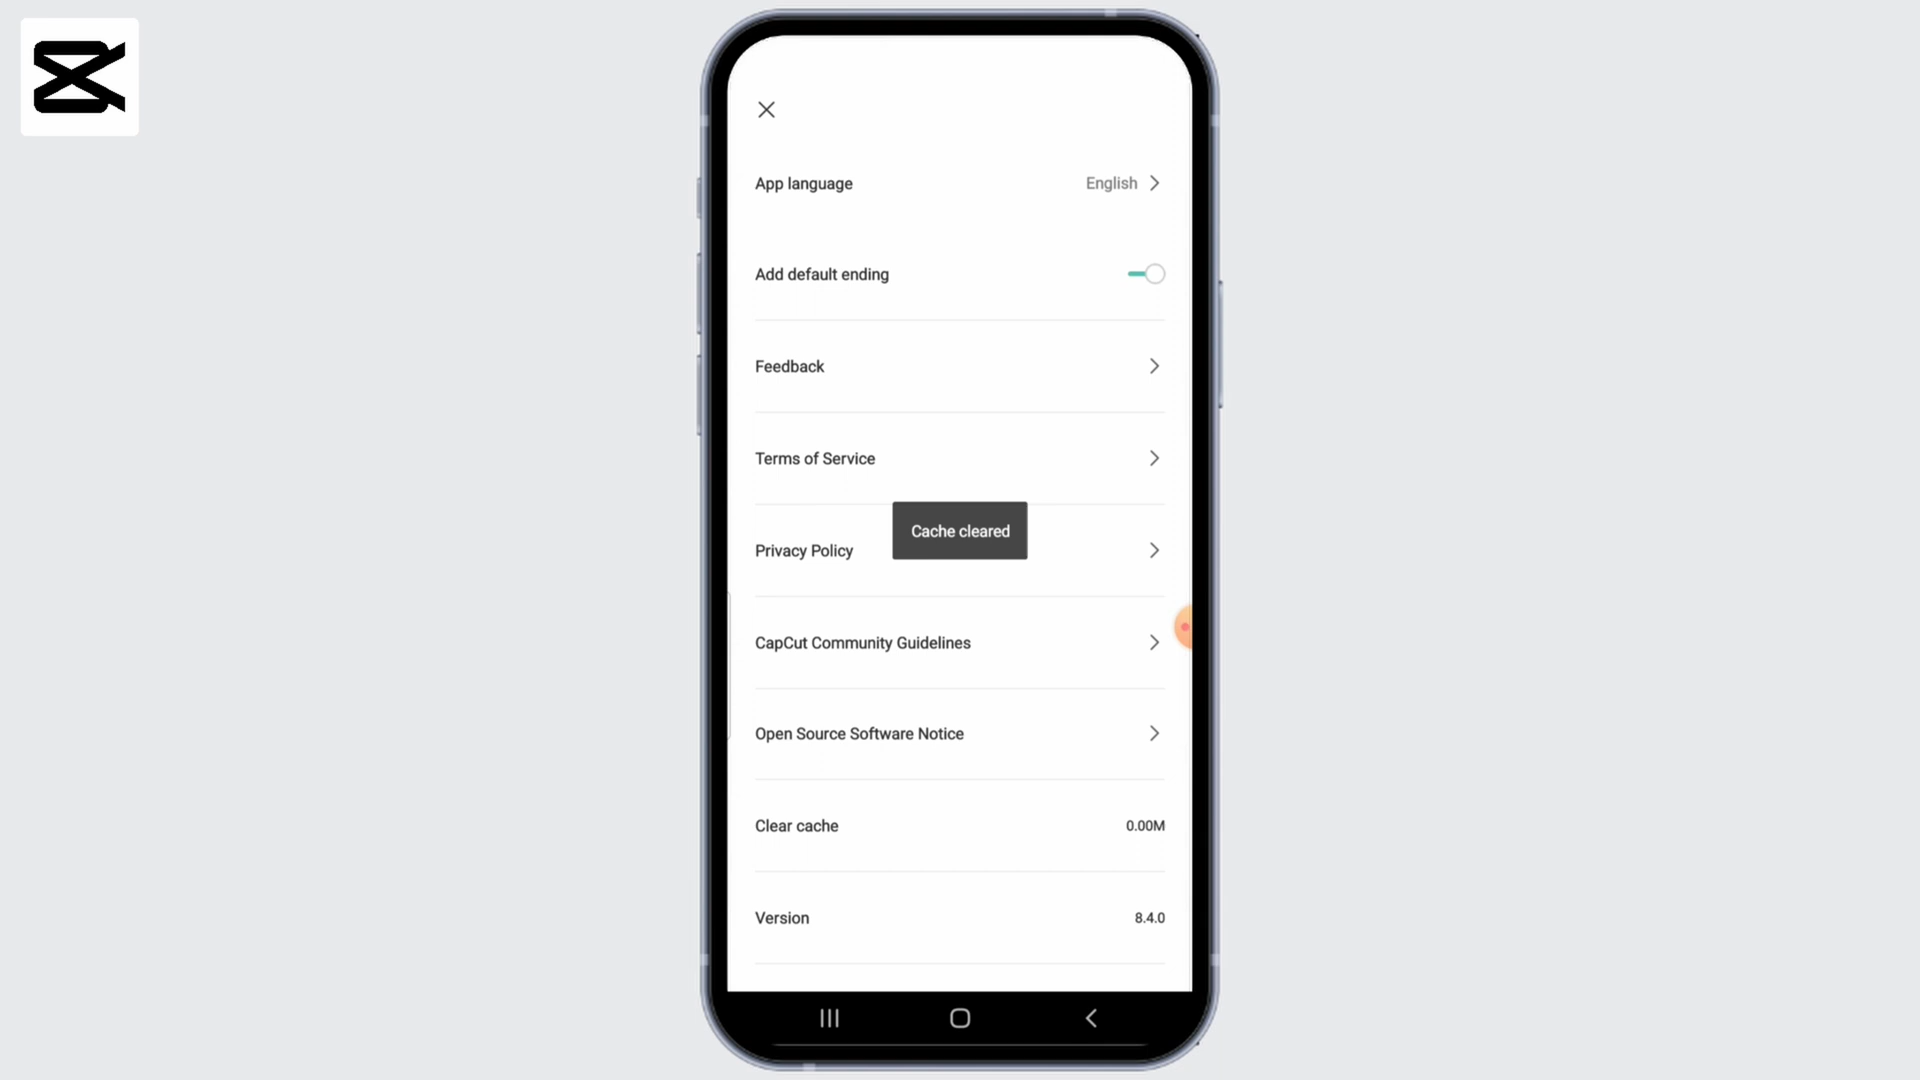 App language English
Add default ending
Feedback
Terms of Service
Cache cleared
Privacy Policy
CapCut Community Guidelines
Open Source Software Notice
Clear cache 0.00M
Version 8.4.0